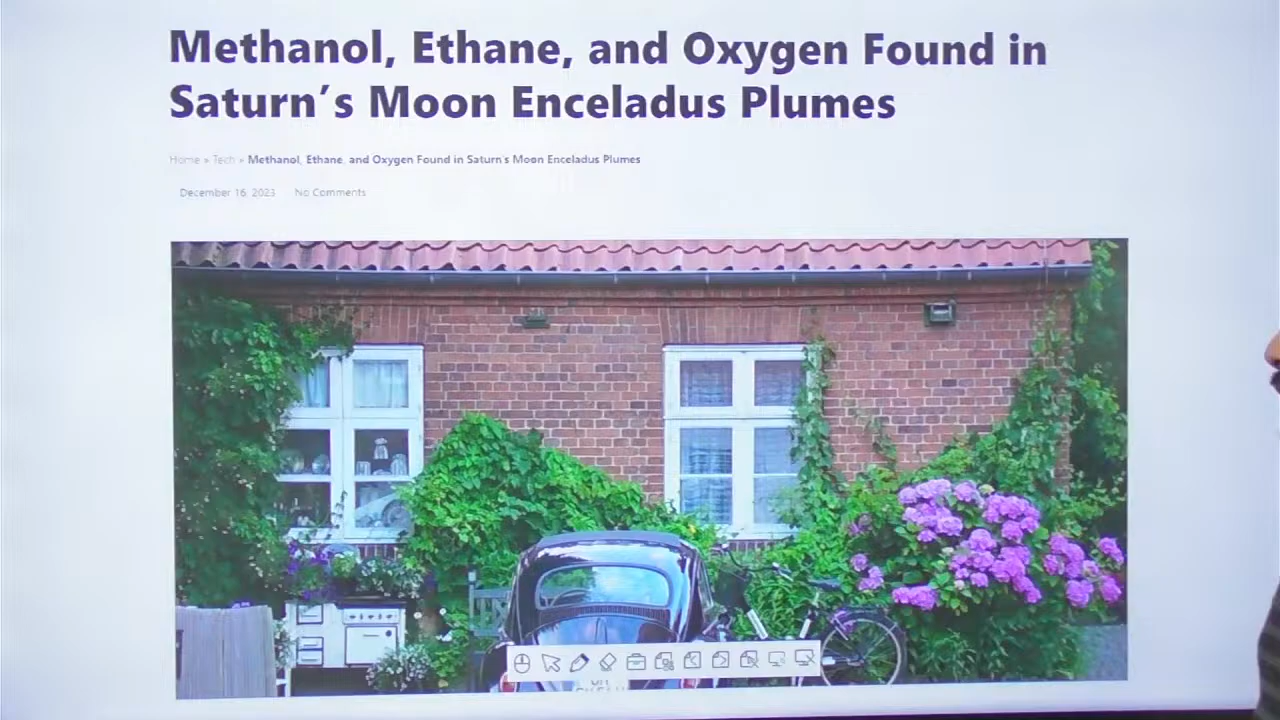 Methanol, Ethane, and Oxygen Found in
Saturn's Moon Enceladus Plumes
Home » Tech » Methanol, Ethane, and Oxygen Found in Saturn's Moon Enceladus Plumes
December 16, 2023 No Comments